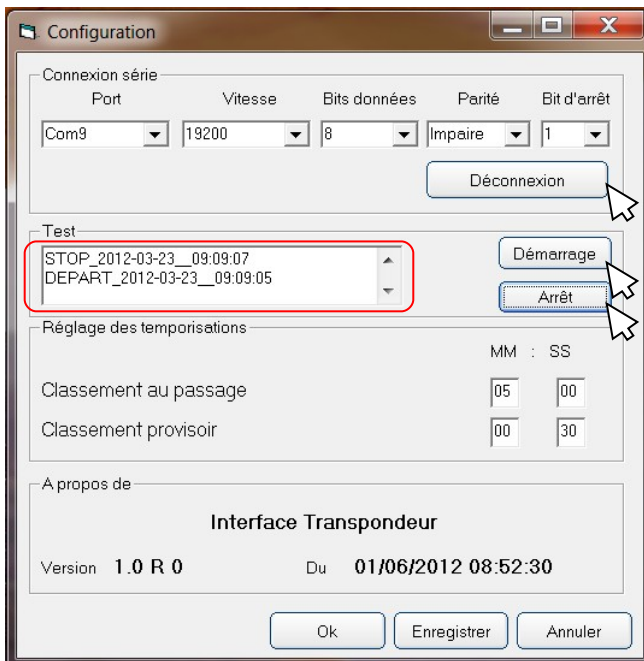 Configuration
Connexion série
Port Vitesse Bits données Parité Bit d'arrêt
Com9 19200 8 Impaire 1
Déconnexion
Test
STOP_2012-03-23__09:09:07
DEPART_2012-03-23__09:09:05
Démarrage
Arrêt
Réglage des temporisations
MM : SS
Classement au passage 05 00
Classement provisoir 00 30
A propos de
Interface Transpondeur
Version 1.0 R 0 Du 01/06/2012 08:52:30
Ok Enregistrer Annuler